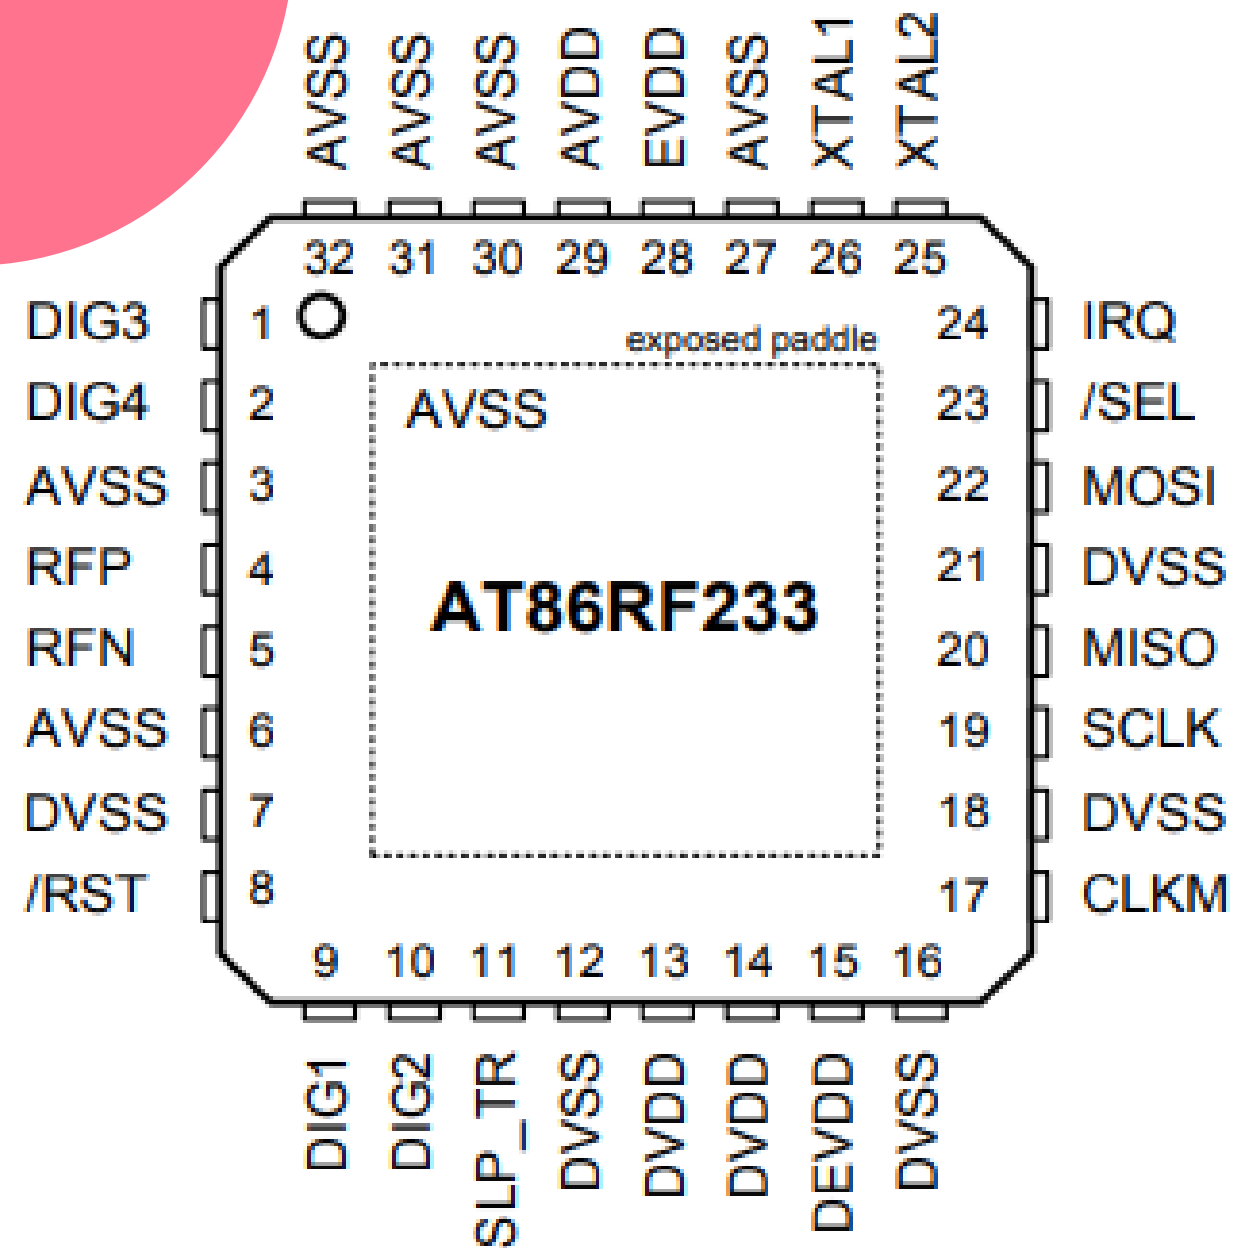 AVSS AVSS AVSS AVDD EVDD AVSS XTAL1 XTAL2
32 31 30 29 28 27 26 25
DIG3 1 24 IRQ
exposed paddle
DIG4 2 AVSS 23 /SEL
AVSS 3 22 MOSI
RFP 4 21 DVSS
AT86RF233
RFN 5 20 MISO
AVSS 6 19 SCLK
DVSS 7 18 DVSS
/RST 8 17 CLKM
9 10 11 12 13 14 15 16
DIG1 DIG2 SLP_TR DVSS DVDD DVDD DEVDD DVSS